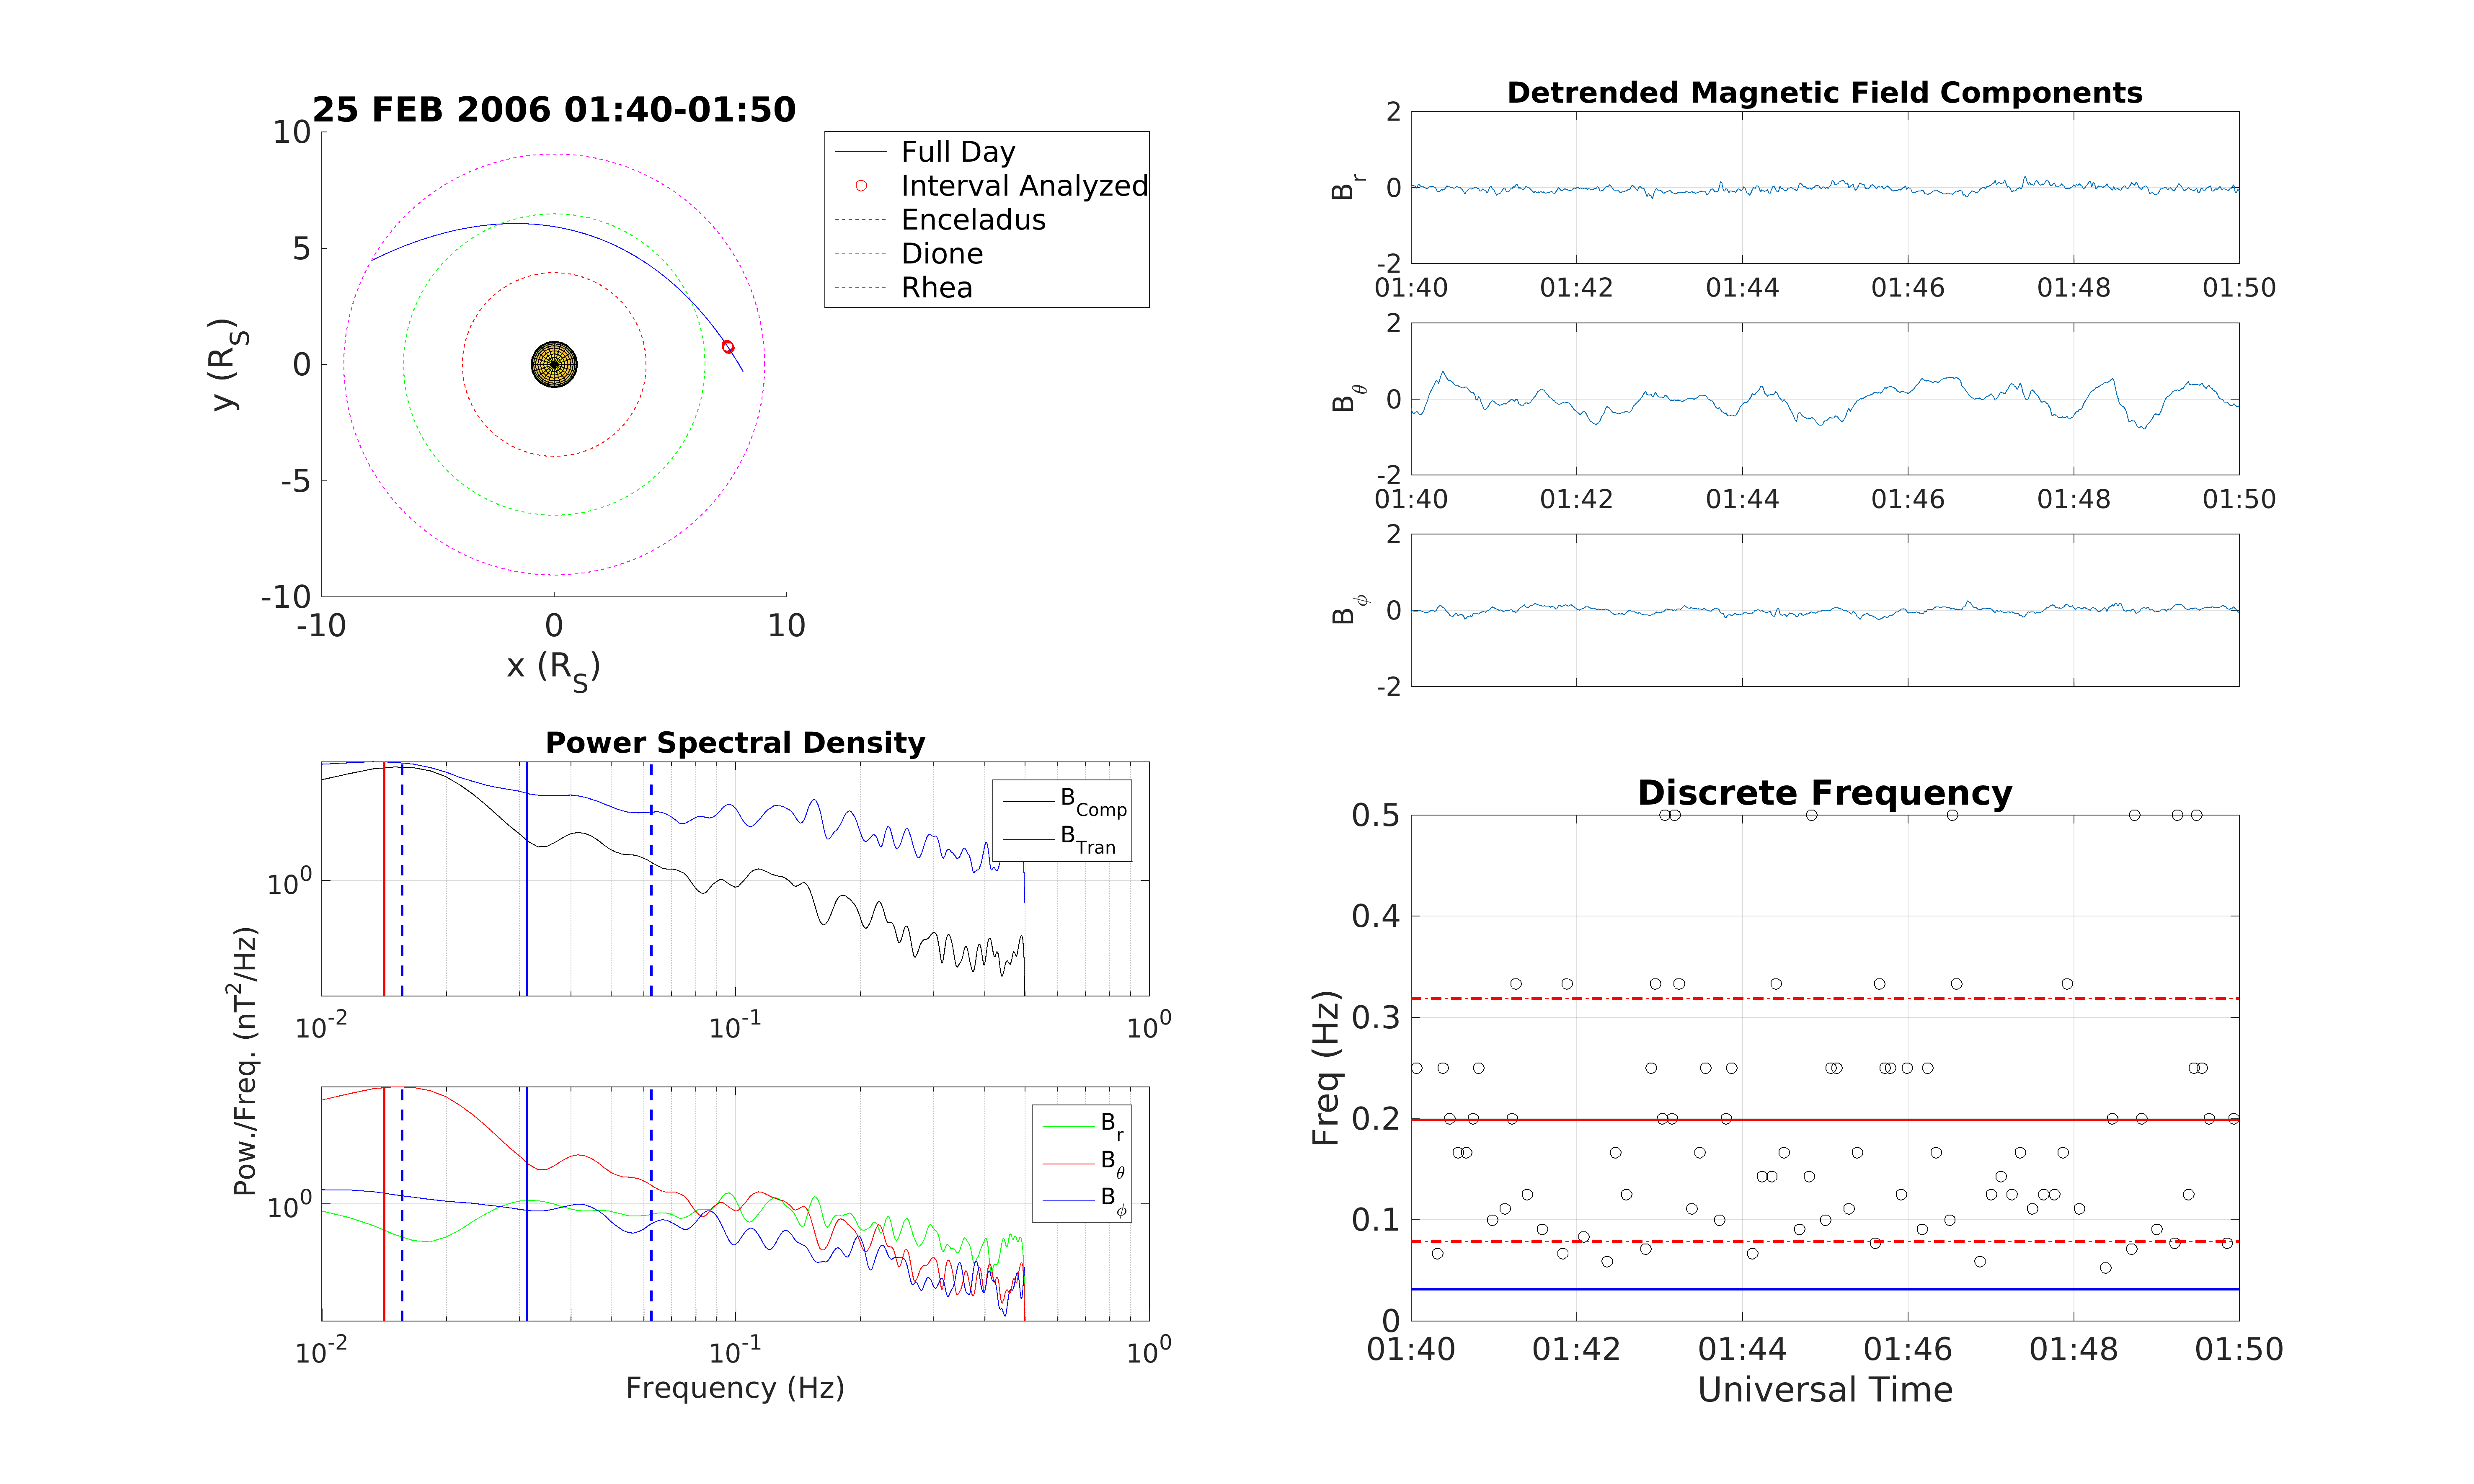 25 FEB 2006 01:40-01:50
10
5
0
-5
-10
-10
0
10
y (R_S)
x (R_S)
Full Day
Interval Analyzed
Enceladus
Dione
Rhea
Detrended Magnetic Field Components
2
0
-2
B_r
01:40
01:42
01:44
01:46
01:48
01:50
2
0
-2
B_θ
01:40
01:42
01:44
01:46
01:48
01:50
2
0
-2
B_ϕ
Power Spectral Density
10^0
B_Comp
B_Tran
10^-2
10^-1
10^0
Pow./Freq. (nT^2/Hz)
10^0
B_r
B_θ
B_ϕ
10^-2
10^-1
10^0
Frequency (Hz)
Discrete Frequency
0.5
0.4
0.3
0.2
0.1
0
Freq (Hz)
01:40
01:42
01:44
01:46
01:48
01:50
Universal Time